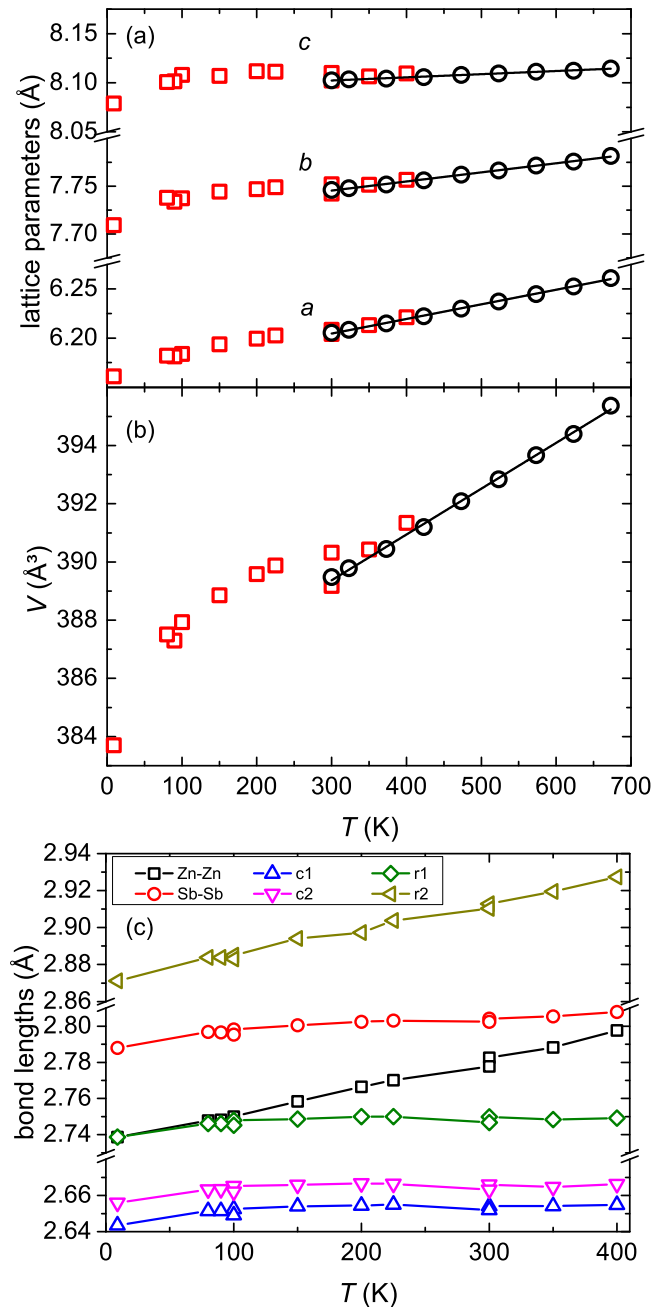 (a)
c
b
a
lattice parameters (Å)
8.15
8.10
8.05
7.75
7.70
6.25
6.20
(b)
V (Å³)
394
392
390
388
386
384
0 100 200 300 400 500 600 700
T (K)
2.94
2.92
2.90
2.88
2.86
2.80
2.78
2.76
2.74
2.66
2.64
bond lengths (Å)
Zn-Zn c1 r1
Sb-Sb c2 r2
(c)
0 100 200 300 400
T (K)